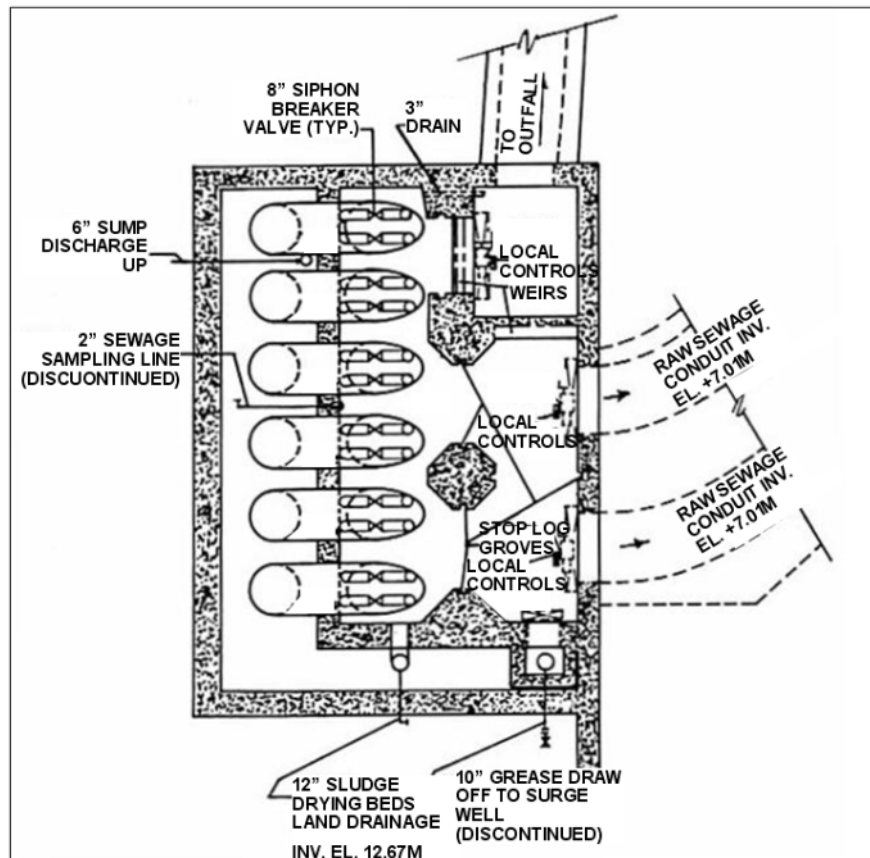 8” SIPHON
BREAKER
VALVE (TYP.)
3”
DRAIN
TO
OUTFALL
6” SUMP
DISCHARGE
UP
LOCAL
CONTROLS
WEIRS
2” SEWAGE
SAMPLING LINE
(DISCUONTINUED)
RAW SEWAGE
CONDUIT INV.
EL. +7.01M
LOCAL
CONTROLS
RAW SEWAGE
CONDUIT INV.
EL. +7.01M
STOP LOG
GROVES
LOCAL
CONTROLS
12” SLUDGE
DRYING BEDS
LAND DRAINAGE
INV. EL. 12.67M
10” GREASE DRAW
OFF TO SURGE
WELL
(DISCONTINUED)